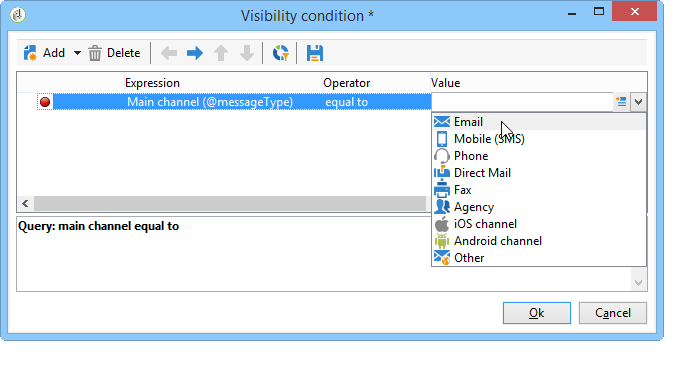 Visibility condition *
Add Delete
Expression Operator Value
Main channel (@messageType) equal to
Email
Mobile (SMS)
Phone
Direct Mail
Fax
Agency
iOS channel
Android channel
Other
Query: main channel equal to
Ok Cancel